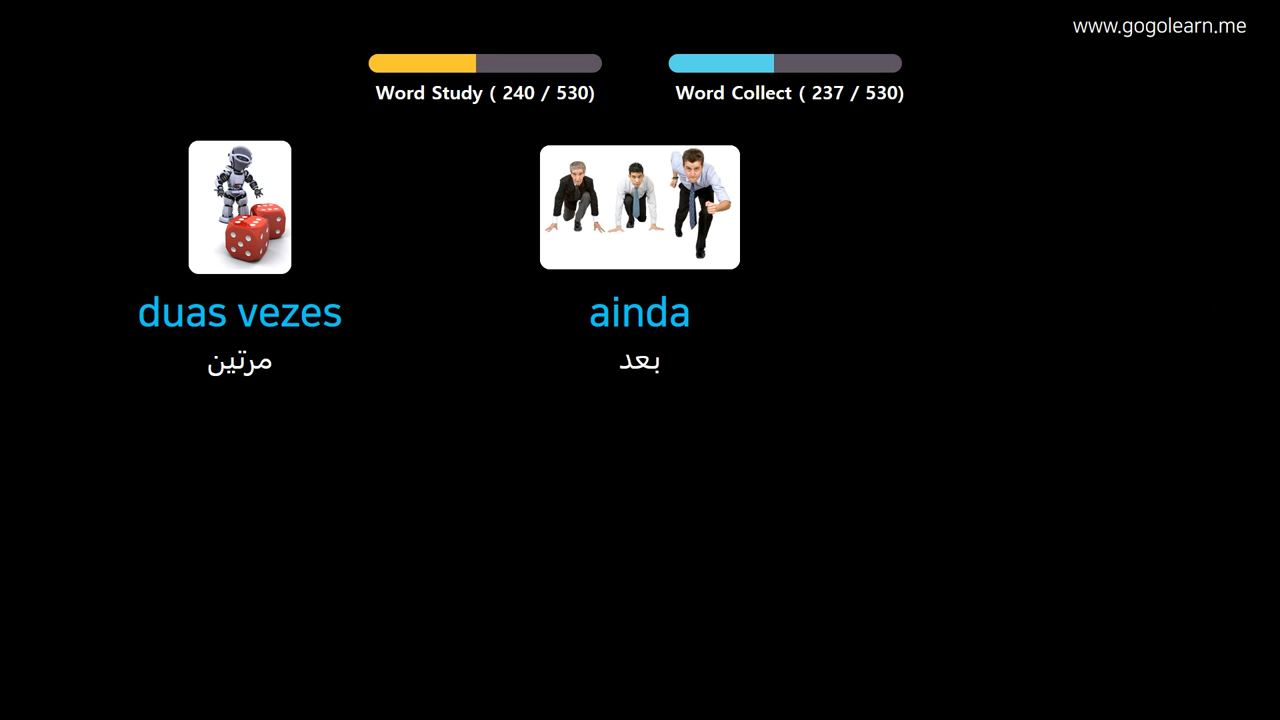 www.gogolearn.me
Word Study ( 240 / 530)
Word Collect ( 237 / 530)
duas vezes
مرتين
ainda
بعد